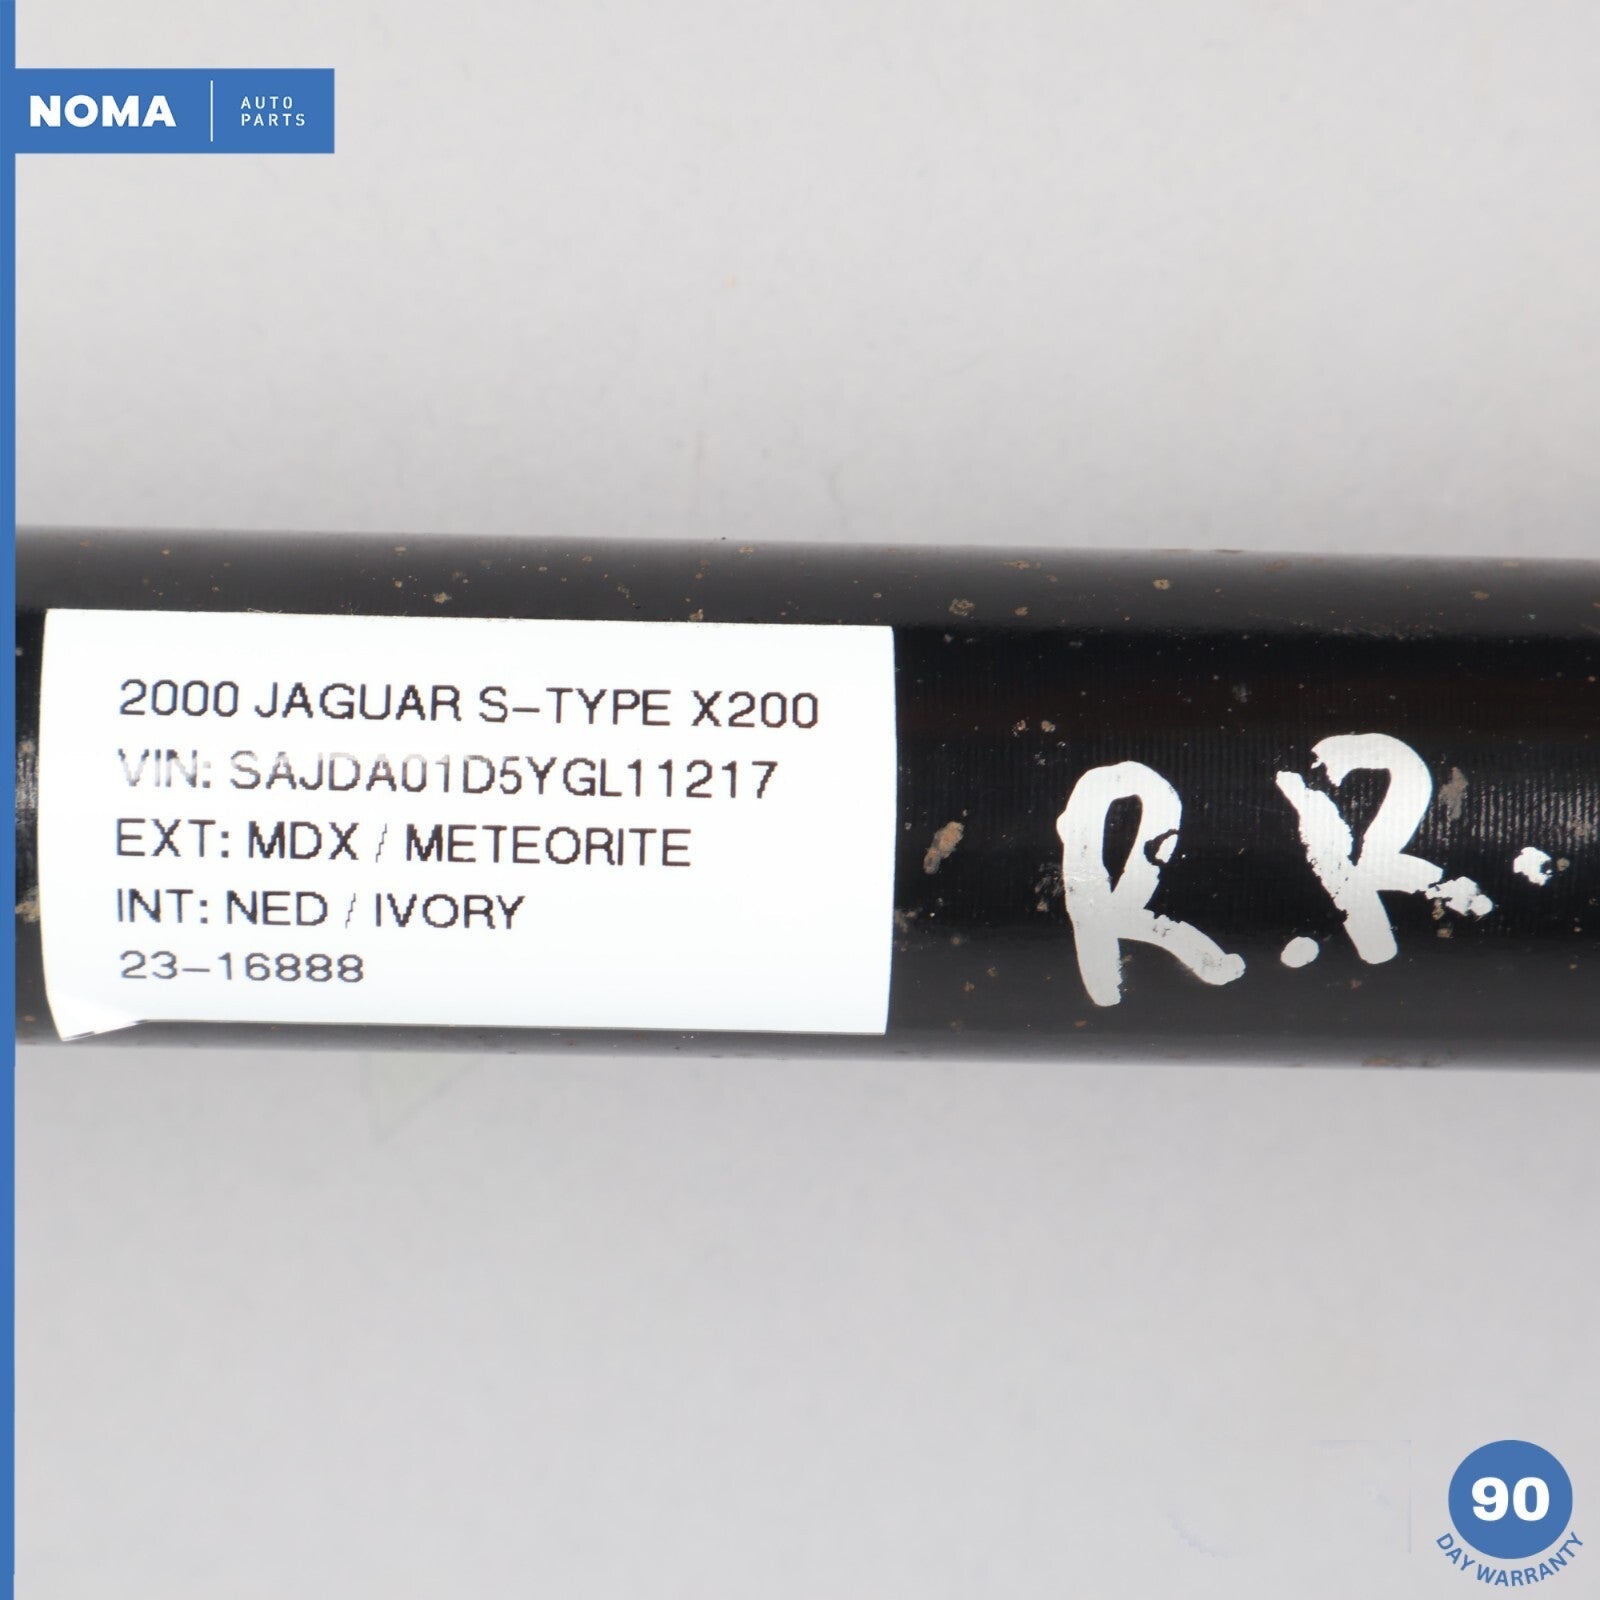 NOMA
AUTO
PARTS
2000 JAGUAR S-TYPE X200
VIN: SAJDA01D5YGL11217
EXT: MDX / METEORITE
INT: NED / IVORY
23-16888
R.R.
90
DAY WARRANTY